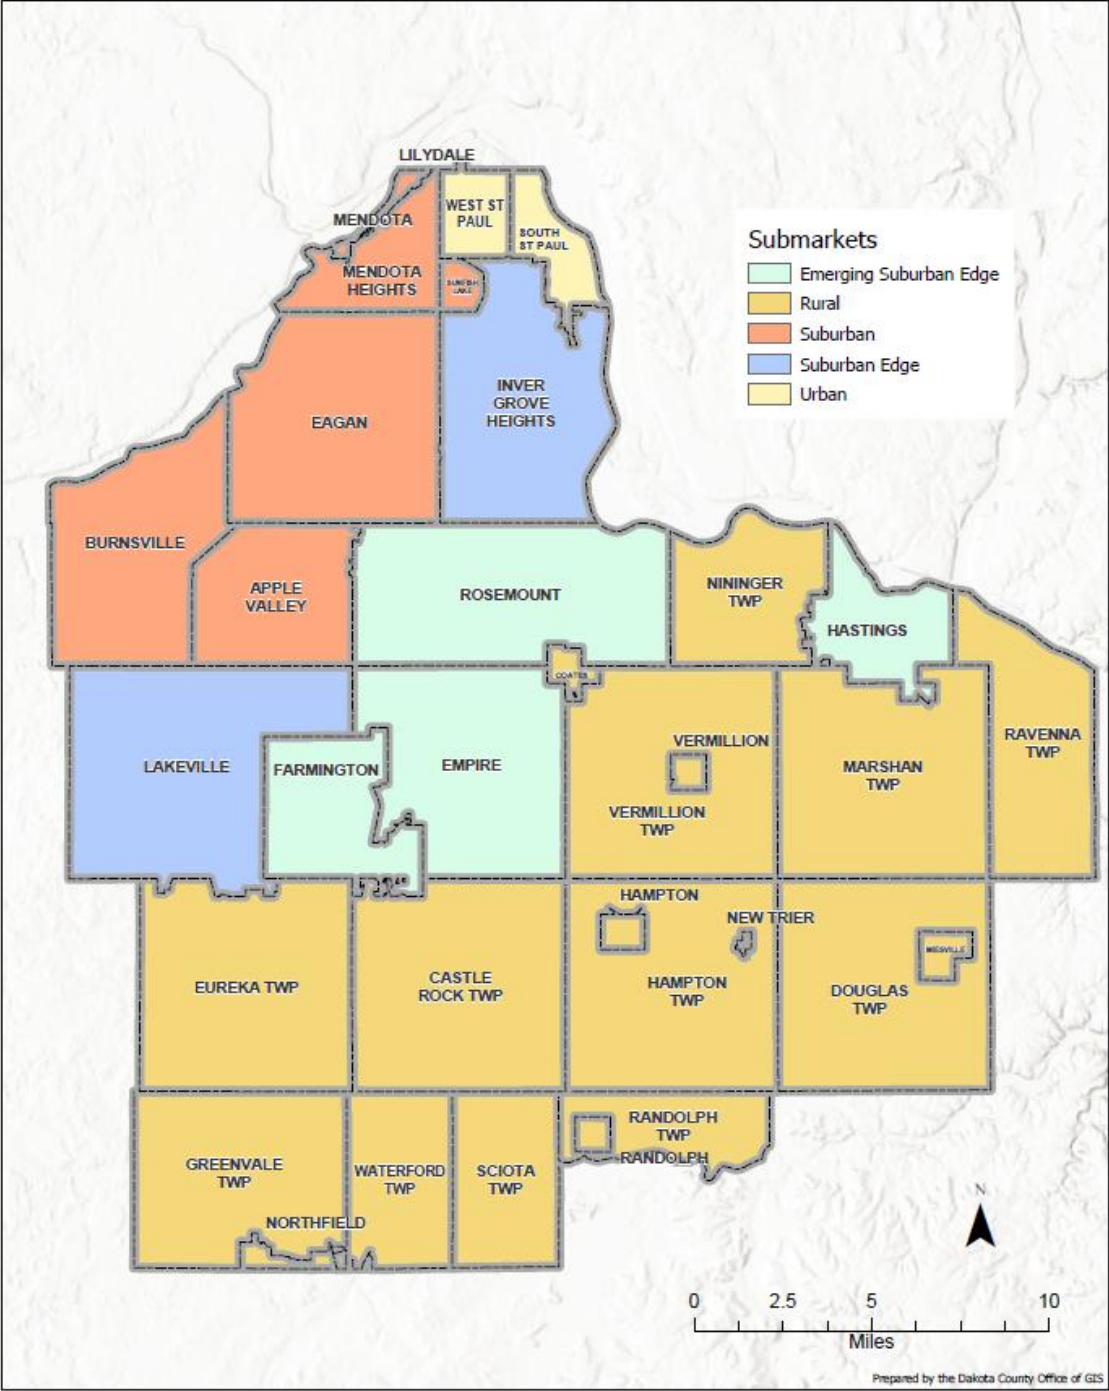 LILYDALE
MENDOTA
WEST ST
PAUL
SOUTH
ST PAUL
MENDOTA
HEIGHTS
SUNFISH
LAKE
Submarkets
Emerging Suburban Edge
Rural
Suburban
Suburban Edge
Urban
INVER
GROVE
HEIGHTS
EAGAN
BURNSVILLE
APPLE
VALLEY
ROSEMOUNT
NININGER
TWP
HASTINGS
COATES
LAKEVILLE
FARMINGTON
EMPIRE
VERMILLION
VERMILLION
TWP
MARSHAN
TWP
RAVENNA
TWP
HAMPTON
NEW TRIER
EUREKA TWP
CASTLE
ROCK TWP
HAMPTON
TWP
DOUGLAS
TWP
MIESVILLE
GREENVALE
TWP
WATERFORD
TWP
SCIOTA
TWP
RANDOLPH
TWP
RANDOLPH
NORTHFIELD
N
0 2.5 5 10
Miles
Prepared by the Dakota County Office of GIS